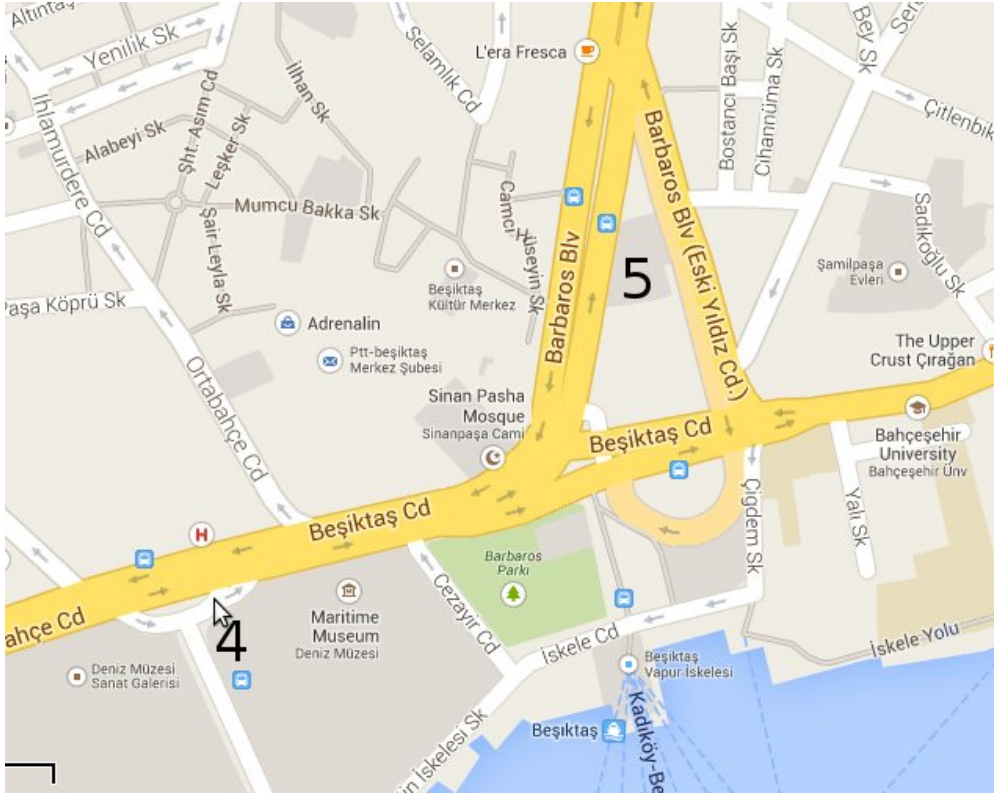 Altıntaş
Yenilik Sk
Selamlik Cd
L'era Fresca
Bostancı Başı Sk
Cihannüma Sk
Bey Sk
Çitlenbik
Ihlamurdere Cd
Şht. Asım Cd
İlhan Sk
Alabeyi Sk
Leşker Sk
Mumcu Bakka Sk
Şair Leyla Sk
Camcı Hüseyin Sk
Barbaros Blv
Barbaros Blv (Eski Yıldız Cd.)
5
Sadıkoğlu Sk
Şamilpaşa
Evleri
Beşiktaş
Kültür Merkez
Paşa Köprü Sk
Adrenalin
Ptt-beşiktaş
Merkez Şubesi
The Upper
Crust Çırağan
Ortabahçe Cd
Sinan Pasha
Mosque
Sinanpaşa Cami
Beşiktaş Cd
Bahçeşehir
University
Bahçeşehir Ünv
Beşiktaş Cd
Çiğdem Sk
Yalı Sk
H
Barbaros
Parkı
Cezayir Cd
Maritime
Museum
Deniz Müzesi
4
ahçe Cd
Deniz Müzesi
Sanat Galerisi
İskele Cd
İskele Yolu
Beşiktaş
Vapur İskelesi
Beşiktaş
Kadıköy-Be
in İskelesi Sk